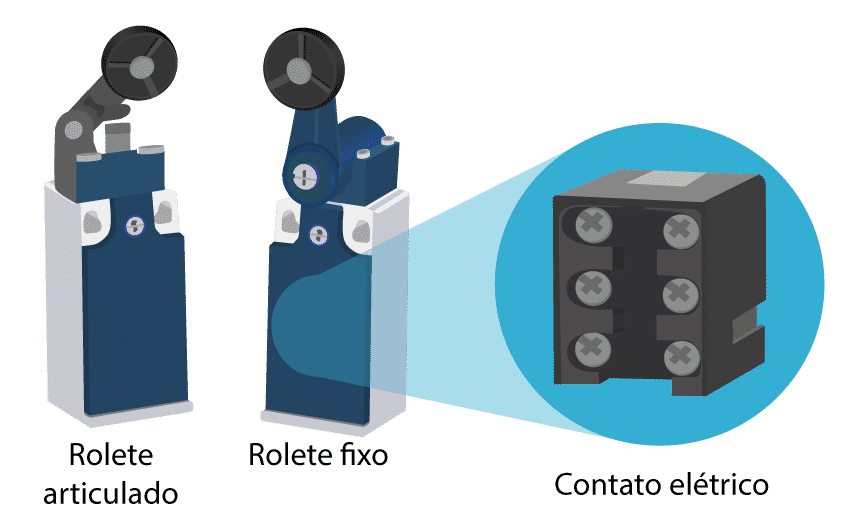 Rolete
articulado
Rolete fixo
Contato elétrico